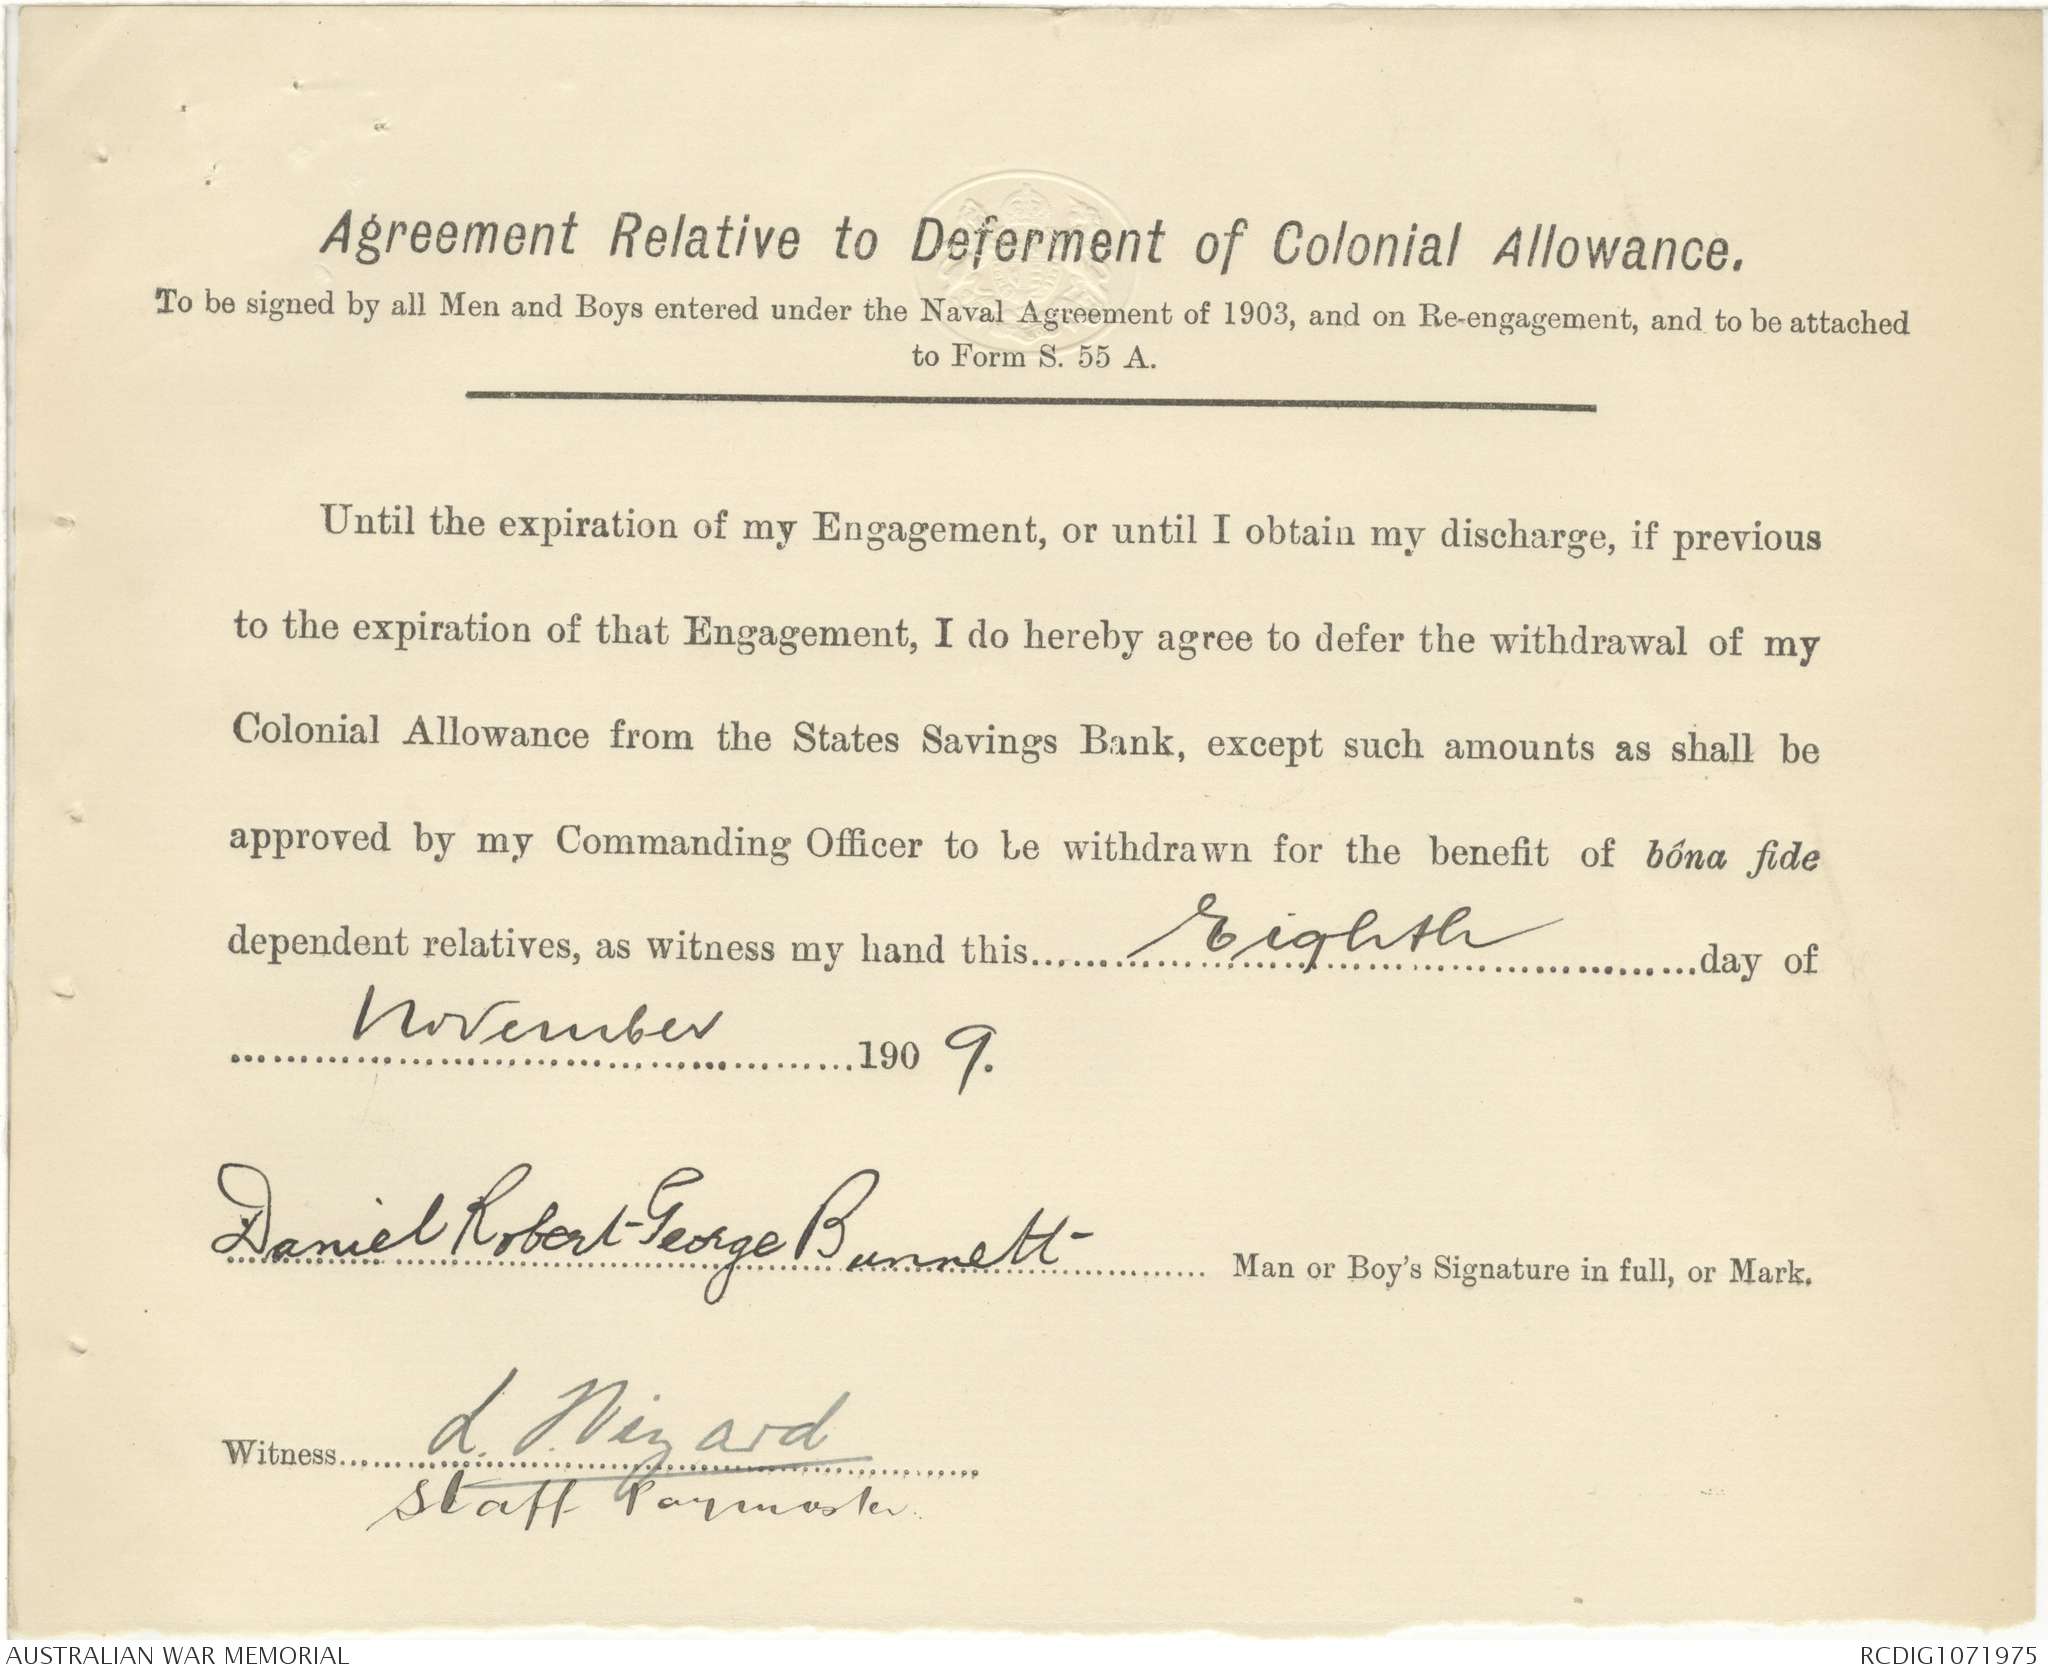 Agreement Relative to Deferment of Colonial Allowance.
To be signed by all Men and Boys entered under the Naval Agreement of 1903, and on Re-engagement, and to be attached
to Form S. 55 A.
Until the expiration of my Engagement, or until I obtain my discharge, if previous
to the expiration of that Engagement, I do hereby agree to defer the withdrawal of my
Colonial Allowance from the States Savings Bank, except such amounts as shall be
approved by my Commanding Officer to be withdrawn for the benefit of bóna fide
dependent relatives, as witness my hand this Eighth day of
November 1909.
Daniel Robert George Bunnett Man or Boy's Signature in full, or Mark.
Witness L. Wizard
Staff Paymaster.
AUSTRALIAN WAR MEMORIAL
RCDIG1071975